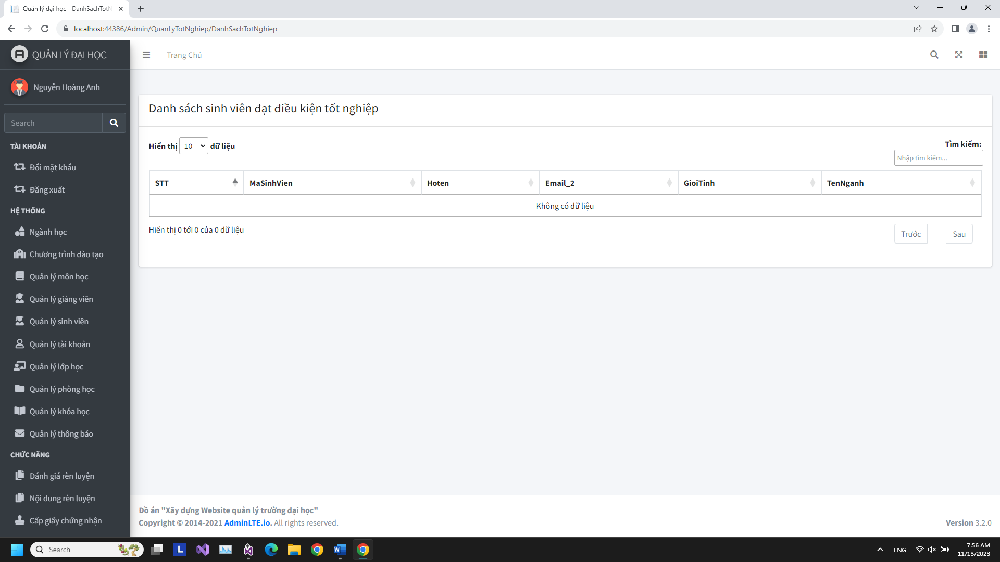 Quản lý đại học - DanhSachTotN
localhost:44386/Admin/QuanLyTotNghiep/DanhSachTotNghiep
QUẢN LÝ ĐẠI HỌC
Trang Chủ
Nguyễn Hoàng Anh
Search
TÀI KHOẢN
Đổi mật khẩu
Đăng xuất
HỆ THỐNG
Ngành học
Chương trình đào tạo
Quản lý môn học
Quản lý giảng viên
Quản lý sinh viên
Quản lý tài khoản
Quản lý lớp học
Quản lý phòng học
Quản lý khóa học
Quản lý thông báo
CHỨC NĂNG
Đánh giá rèn luyện
Nội dung rèn luyện
Cấp giấy chứng nhận
Danh sách sinh viên đạt điều kiện tốt nghiệp
Hiển thị 10 dữ liệu
Tìm kiếm:
Nhập tìm kiếm...
STT MaSinhVien Hoten Email_2 GioiTinh TenNganh
Không có dữ liệu
Hiển thị 0 tới 0 của 0 dữ liệu
Trước Sau
Đồ án "Xây dựng Website quản lý trường đại học"
Copyright © 2014-2021 AdminLTE.io. All rights reserved.
Version 3.2.0
Search
L
W
ENG
7:56 AM
11/13/2023